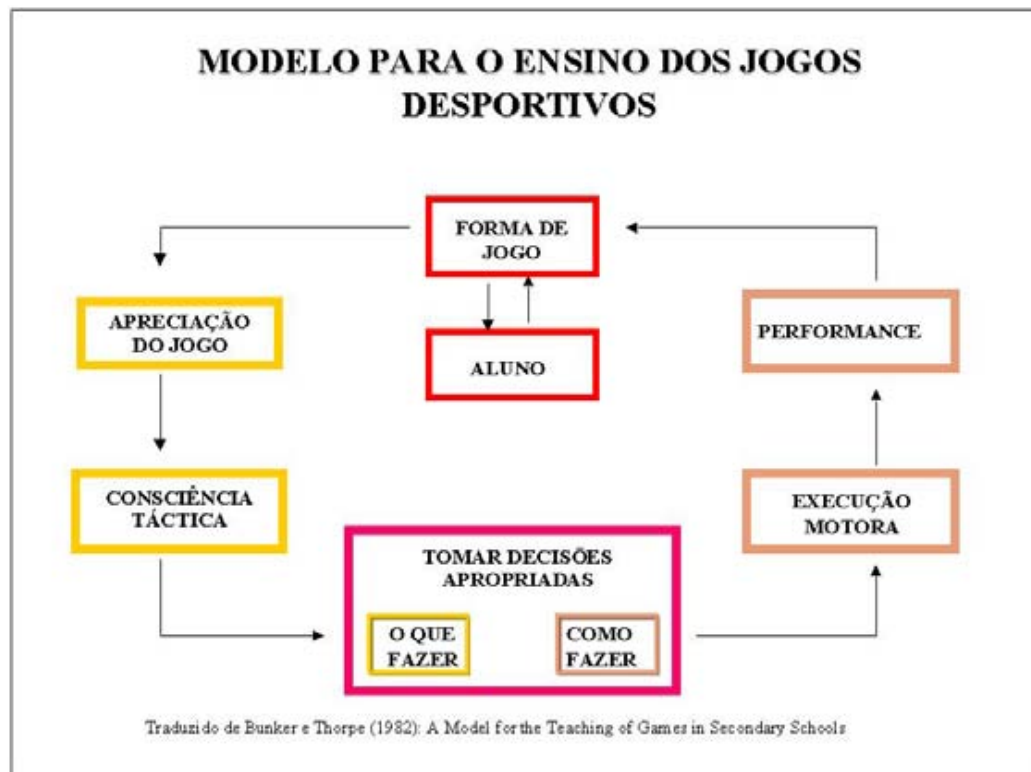 MODELO PARA O ENSINO DOS JOGOS
DESPORTIVOS
FORMA DE
JOGO
APRECIAÇÃO
DO JOGO
PERFORMANCE
ALUNO
CONSCIÊNCIA
TÁCTICA
EXECUÇÃO
MOTORA
TOMAR DECISÕES
APROPRIADAS
O QUE
FAZER
COMO
FAZER
Traduzido de Bunker e Thorpe (1982): A Model for the Teaching of Games in Secondary Schools